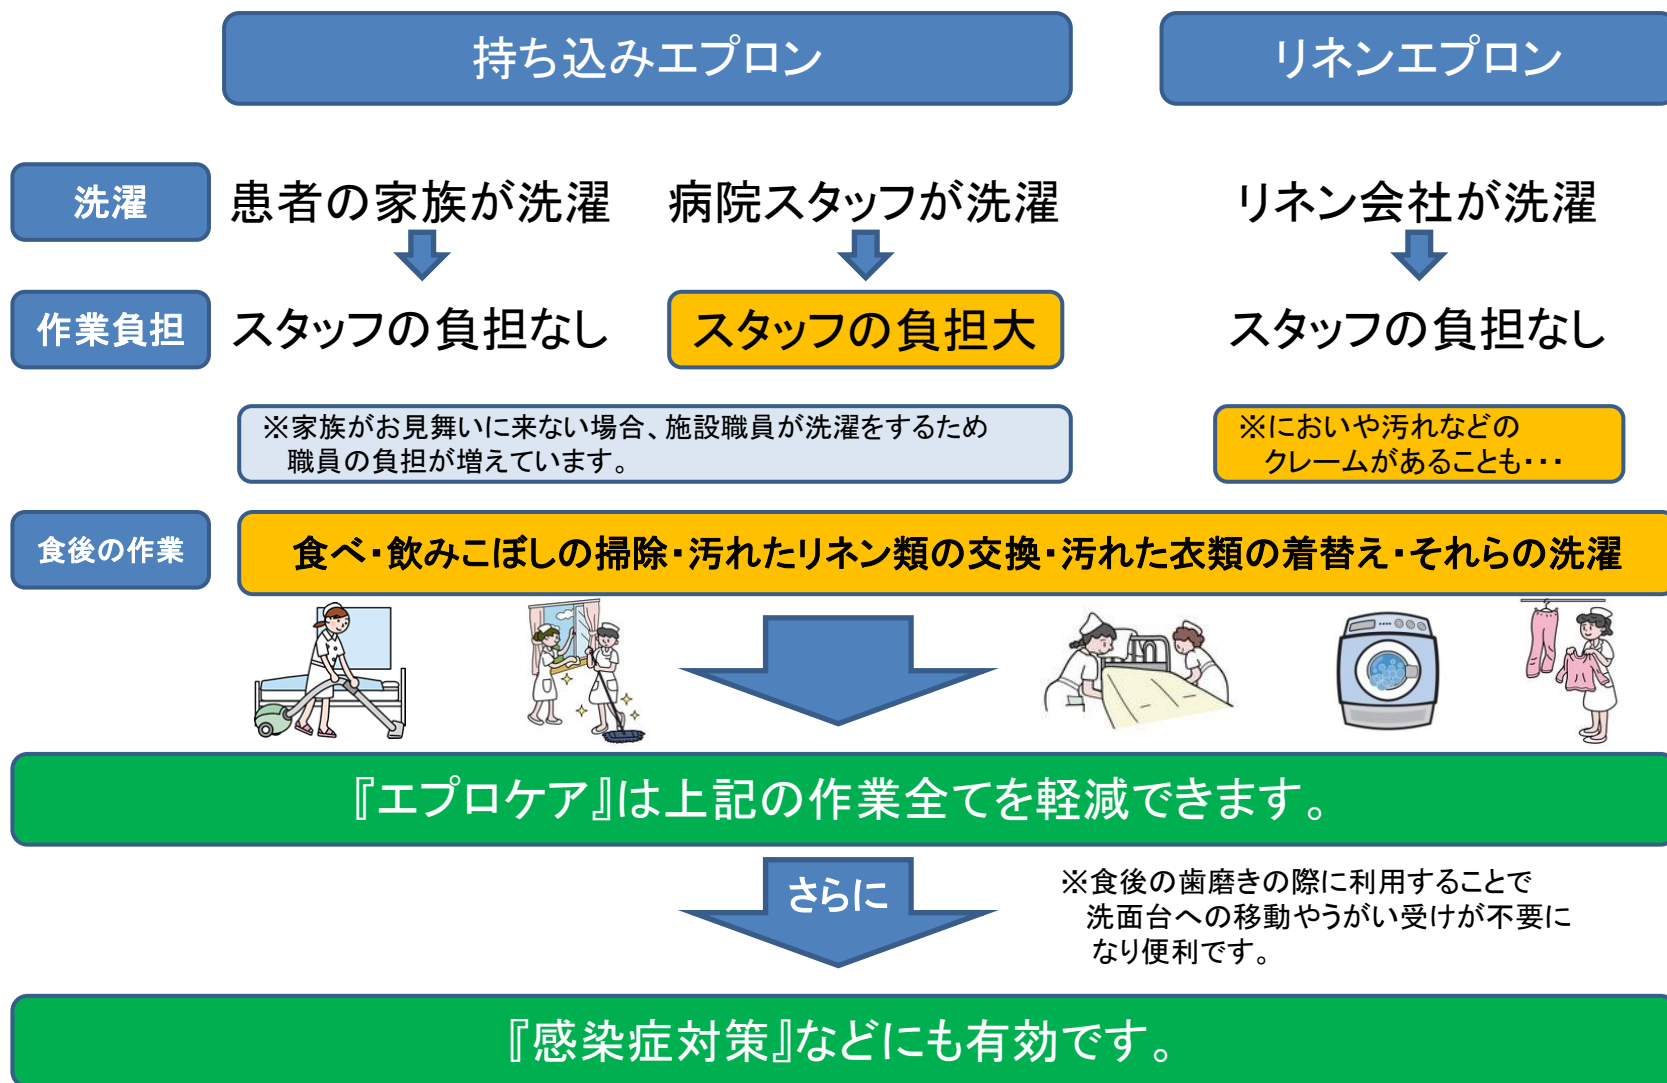 持ち込みエプロン
リネンエプロン
洗濯
患者の家族が洗濯
病院スタッフが洗濯
リネン会社が洗濯
作業負担
スタッフの負担なし
スタッフの負担大
スタッフの負担なし
※家族がお見舞いに来ない場合、施設職員が洗濯をするため
職員の負担が増えています。
※においや汚れなどの
クレームがあることも・・・
食後の作業
食べ・飲みこぼしの掃除・汚れたリネン類の交換・汚れた衣類の着替え・それらの洗濯
『エプロケア』は上記の作業全てを軽減できます。
さらに
※食後の歯磨きの際に利用することで
洗面台への移動やうがい受けが不要に
なり便利です。
『感染症対策』などにも有効です。